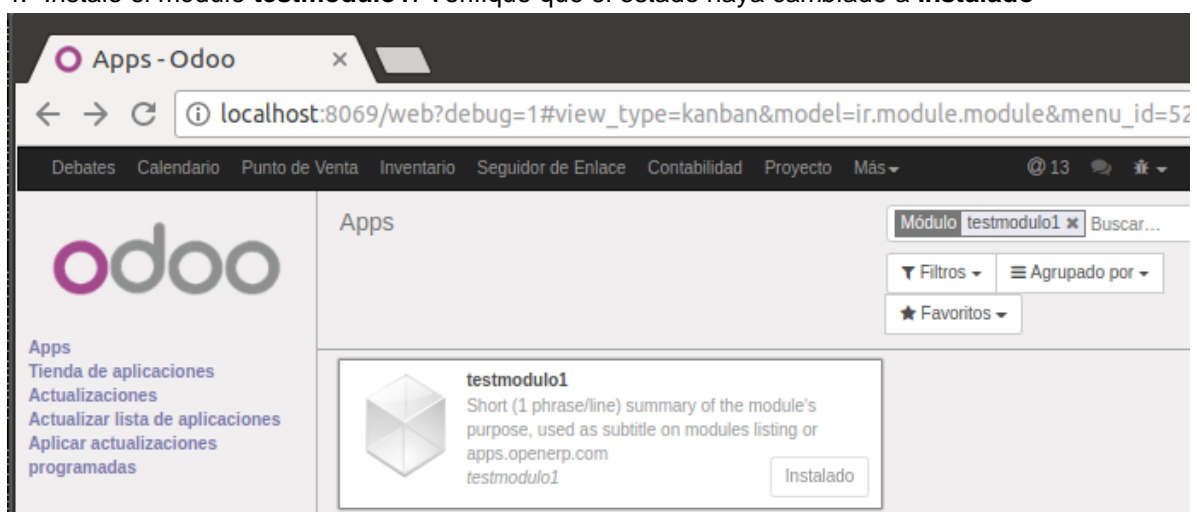 Instale el módulo testmodulo1. Verifique que el estado haya cambiado a Instalado
Apps - Odoo
localhost:8069/web?debug=1#view_type=kanban&model=ir.module.module&menu_id=52
Debates Calendario Punto de Venta Inventario Seguidor de Enlace Contabilidad Proyecto Más @ 13
odoo
Apps
Módulo testmodulo1 Buscar...
Filtros Agrupado por
Favoritos
Apps
Tienda de aplicaciones
Actualizaciones
Actualizar lista de aplicaciones
Aplicar actualizaciones
programadas
testmodulo1
Short (1 phrase/line) summary of the module's
purpose, used as subtitle on modules listing or
apps.openerp.com
testmodulo1
Instalado